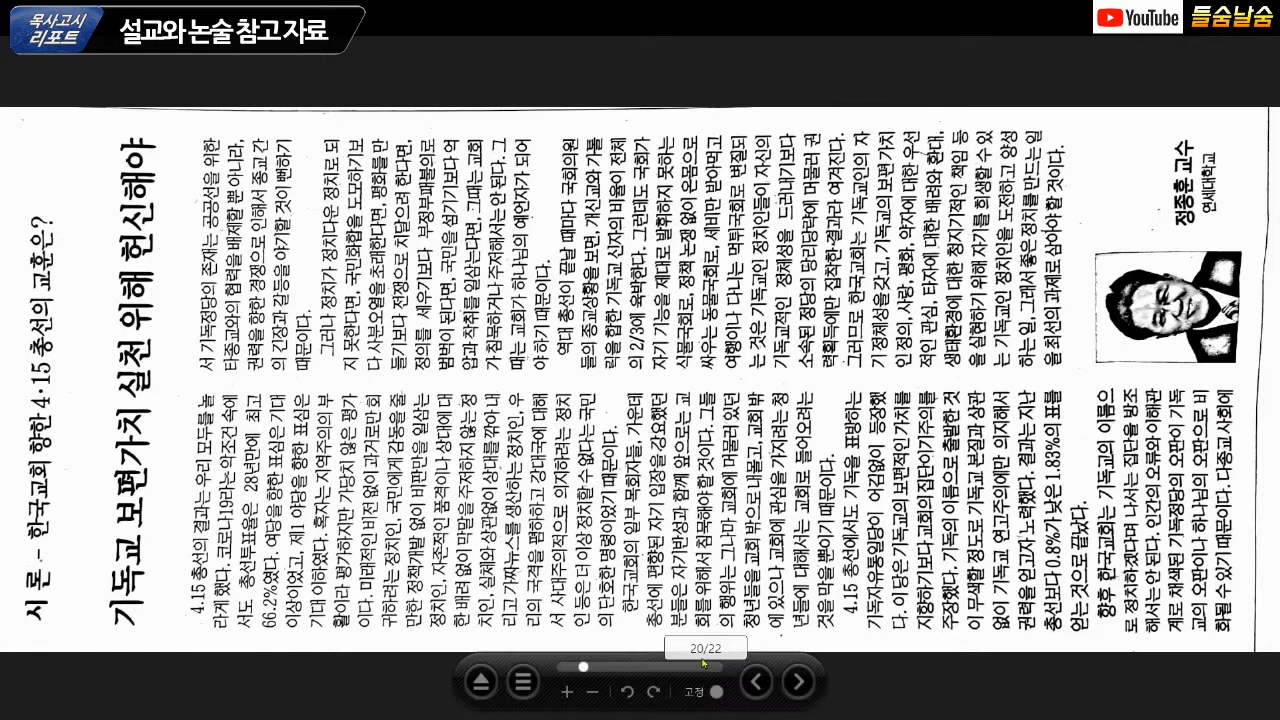 목사고시
리포트
설교와 논술 참고 자료
YouTube
들숨날숨
시 론 - 한국교회 향한 4·15 총선의 교훈은?
기독교 보편가치 실천 위해 헌신해야
4.15 총선의 결과는 우리 모두를 놀
라게 했다. 코로나19라는 악조건 속에
서도 총선투표율은 28년만에 최고
66.2%였다. 여당을 향한 표심은 기대
이상이었고, 제1 야당을 향한 표심은
기대 이하였다. 혹자는 지역주의의 부
활이라 평가하지만 가당치 않은 평가
이다. 미래적인 비전 없이 과거로만 회
귀하려는 정치인, 국민에게 감동을 줄
만한 정책개발 없이 비판만을 일삼는
정치인, 자존적인 품격이나 상대에 대
한 배려 없이 막말을 주저하지 않는 정
치인, 실체와 상관없이 상대를 깎아 내
리고 가짜뉴스를 생산하는 정치인, 우
리의 국격을 폄하하고 강대국에 대해
서 사대주의적으로 의지하려는 정치
인 등은 더 이상 정치할 수 없다는 국민
의 단호한 명령이었기 때문이다.
한국교회의 일부 목회자들, 가운데
총선에 편향된 자기 입장을 강요했던
분들은 자기반성과 함께 앞으로는 교
회를 위해서 침묵해야 할 것이다. 그들
의 행위는 그나마 교회에 머물러 있던
청년들을 교회 밖으로 내몰고, 교회 밖
에 있으나 교회에 관심을 가지려는 청
년들에 대해서는 교회로 들어오려는
것을 막을 뿐이기 때문이다.
4.15 총선에서도 기독을 표방하는
기독자유통일당이 어김없이 등장했
다. 이 당은 기독교의 보편적인 가치를
지향하기보다 교회의 집단이기주의를
주장했다. 기독의 이름으로 출발한 것
이 무색할 정도로 기독교 본질과 상관
없이 기독교 연고주의에만 의지해서
권력을 얻고자 노력했다. 결과는 지난
총선보다 0.8%가 낮은 1.83%의 표를
얻는 것으로 끝났다.
향후 한국교회는 기독교의 이름으
로 정치하겠다며 나서는 집단을 방조
해서는 안 된다. 인간의 오류와 이해관
계로 채색된 기독정당의 오판이 기독
교의 오판이나 하나님의 오판으로 비
화될 수 있기 때문이다. 다종교 사회에
서 기독정당의 존재는 공공선을 위한
타종교와의 협력을 배제할 뿐 아니라,
권력을 향한 경쟁으로 인해서 종교 간
의 긴장과 갈등을 야기할 것이 뻔하기
때문이다.
그러나 정치가 정치다운 정치로 되
지 못한다면, 국민화합을 도모하기보
다 사분오열을 초래한다면, 평화를 만
들기보다 전쟁으로 치달으려 한다면,
정의를 세우기보다 부정부패불의로
범벅이 된다면, 국민을 섬기기보다 억
압과 착취를 일삼는다면, 그때는 교회
가 침묵하거나 주저해서는 안 된다. 그
때는 교회가 하나님의 예언자가 되어
야 하기 때문이다.
역대 총선이 끝날 때마다 국회의원
들의 종교상황을 보면, 개신교와 가톨
릭을 합한 기독교 신자의 비율이 전체
의 2/3에 육박한다. 그런데도 국회가
자기 기능을 제대로 발휘하지 못하는
식물국회로, 정책 논쟁 없이 온몸으로
싸우는 동물국회로, 세비만 받아먹고
여행이나 다니는 먹튀국회로 변질되
는 것은 기독교인 정치인들이 자신의
기독교적인 정체성을 드러내기보다
소속된 정당의 당리당략에 머물러 권
력획득에만 집착한 결과라 여겨진다.
그러므로 한국교회는 기독교인의 자
기 정체성을 갖고, 기독교의 보편가치
인 정의, 사랑, 평화, 약자에 대한 우선
적인 관심, 타자에 대한 배려와 환대,
생태환경에 대한 청지기적인 책임 등
을 실현하기 위해 자기를 희생할 수 있
는 기독교인 정치인을 도전하고 양성
하는 일, 그래서 좋은 정치를 만드는 일
을 최선의 과제로 삼아야 할 것이다.
정종훈 교수
연세대학교
20/22
고정